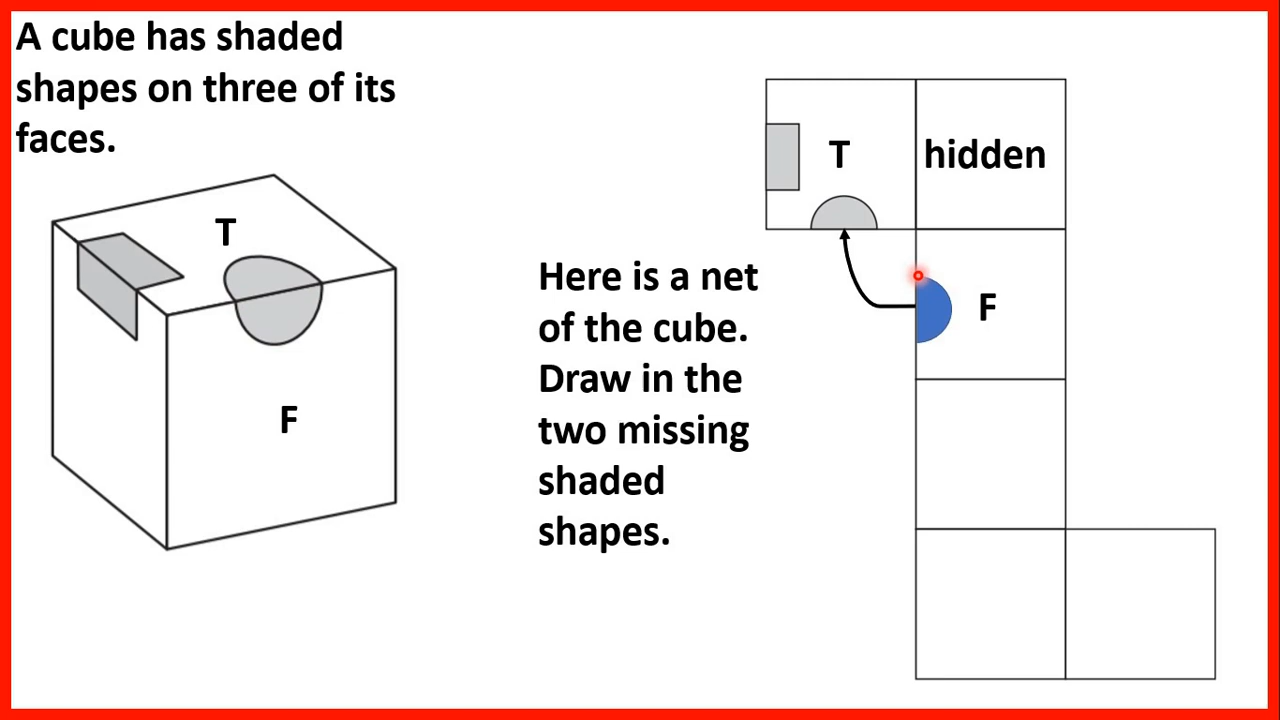 A cube has shaded
shapes on three of its
faces.
T
F
Here is a net
of the cube.
Draw in the
two missing
shaded
shapes.
T
hidden
F